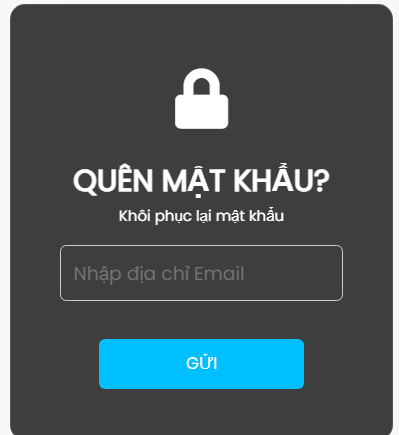 QUÊN MẬT KHẨU?
Khôi phục lại mật khẩu
Nhập địa chỉ Email
GỬI